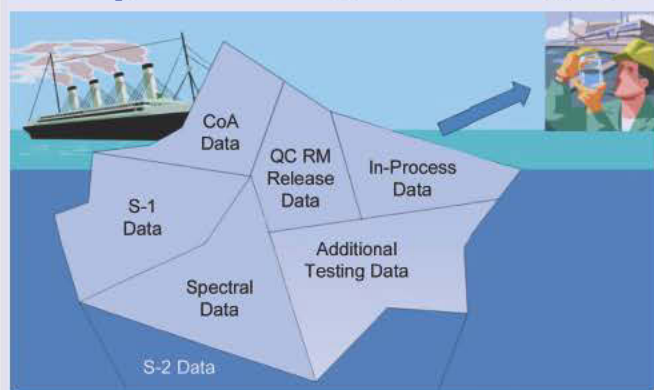 CoA
Data
QC RM
Release
Data
In-Process
Data
S-1
Data
Additional
Testing Data
Spectral
Data
S-2 Data